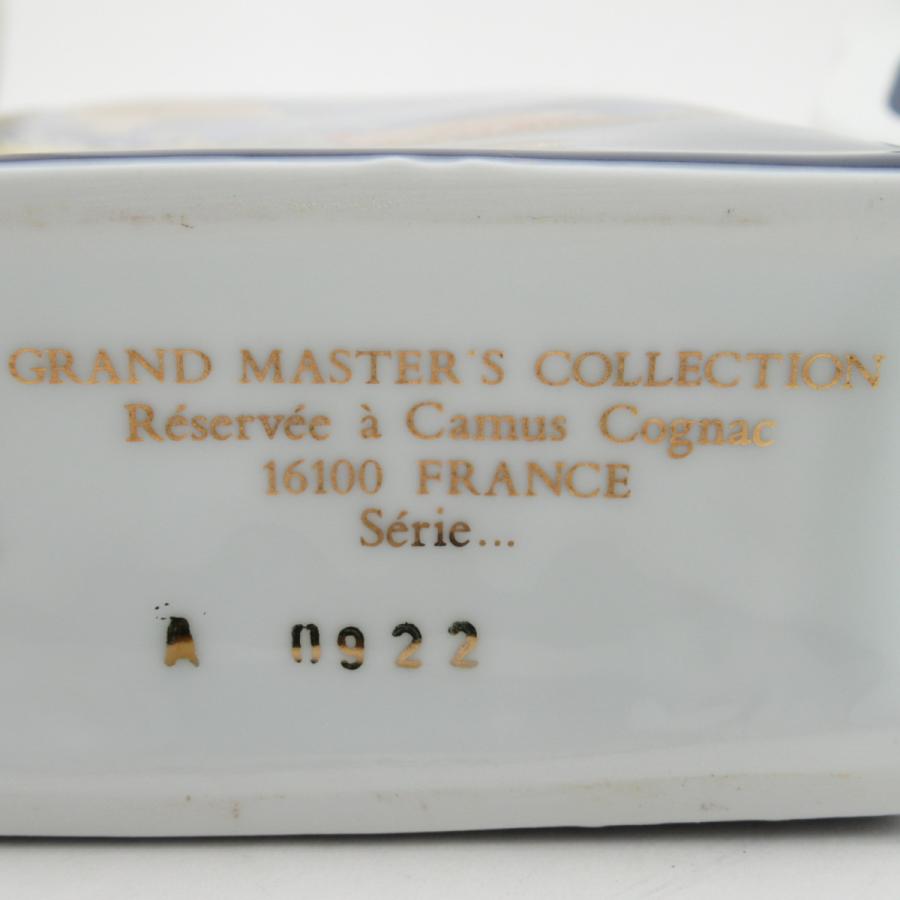 GRAND MASTER'S COLLECTION
Réservée à Camus Cognac
16100 FRANCE
Série...
A 0922